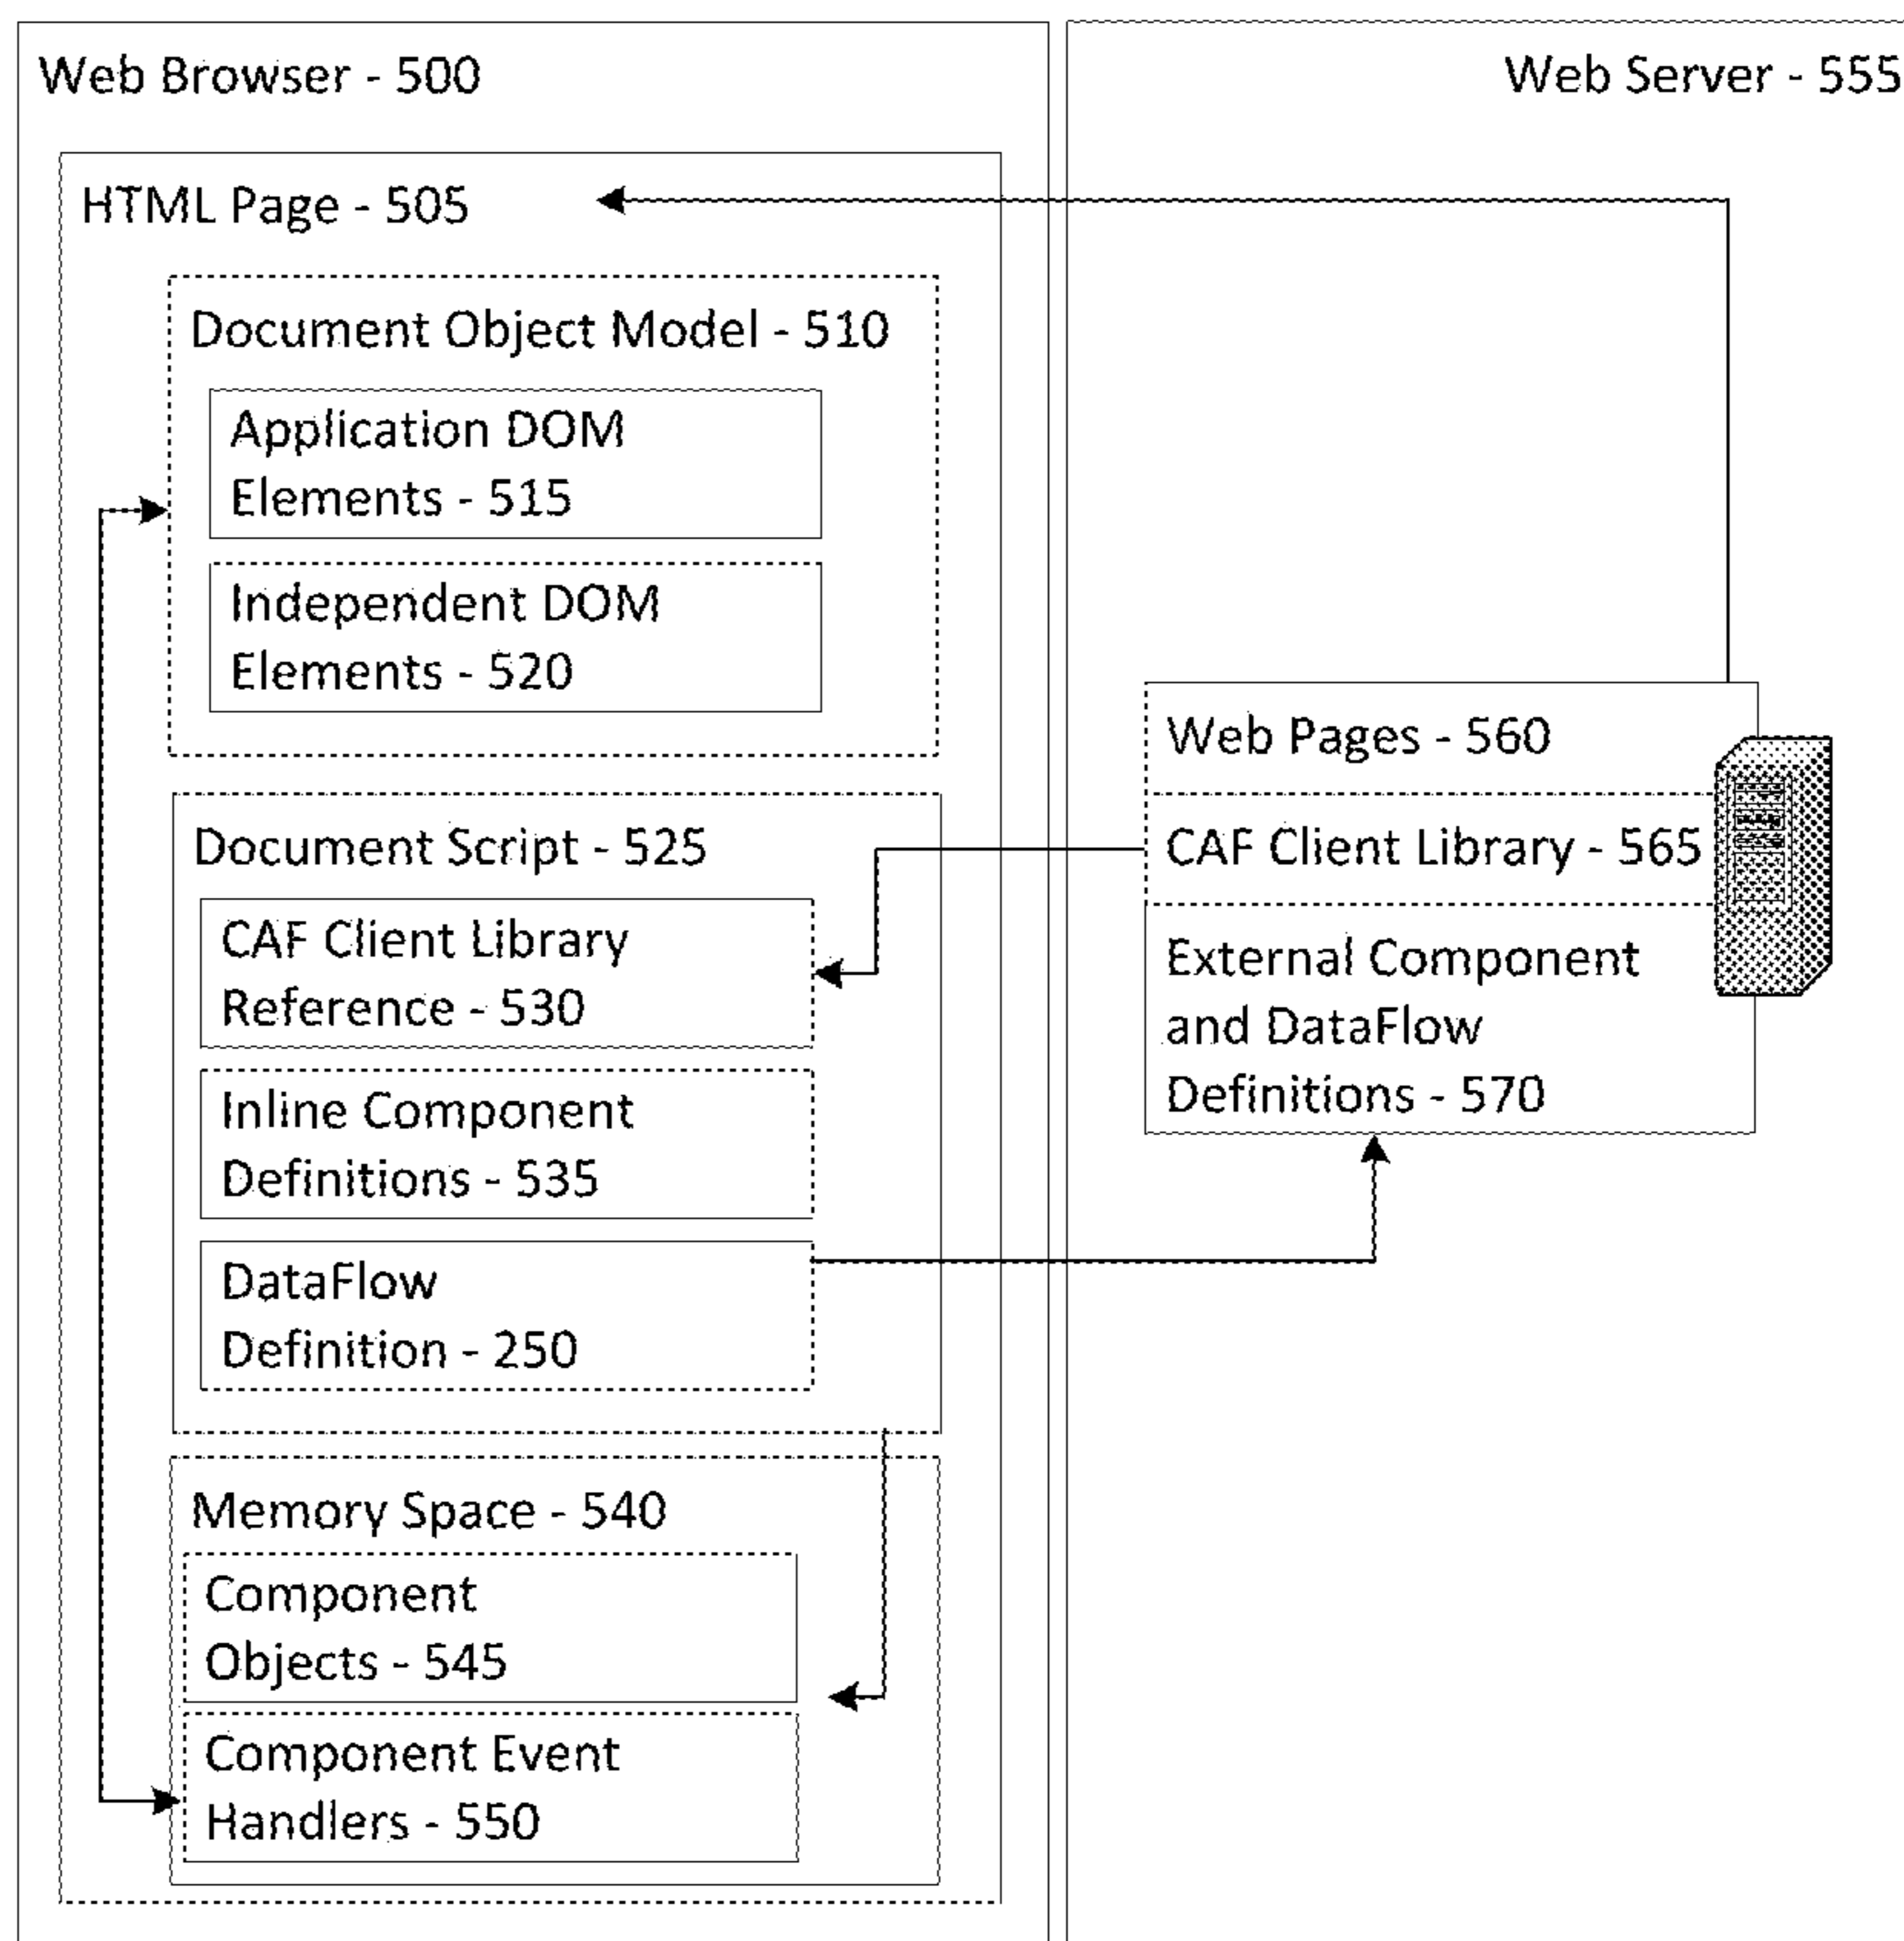 Web Browser - 500
Web Server - 555
HTML Page - 505
Document Object Model - 510
Application DOM
Elements - 515
Independent DOM
Elements - 520
Document Script - 525
CAF Client Library
Reference - 530
Inline Component
Definitions - 535
DataFlow
Definition - 250
Memory Space - 540
Component
Objects - 545
Component Event
Handlers - 550
Web Pages - 560
CAF Client Library - 565
External Component
and DataFlow
Definitions - 570